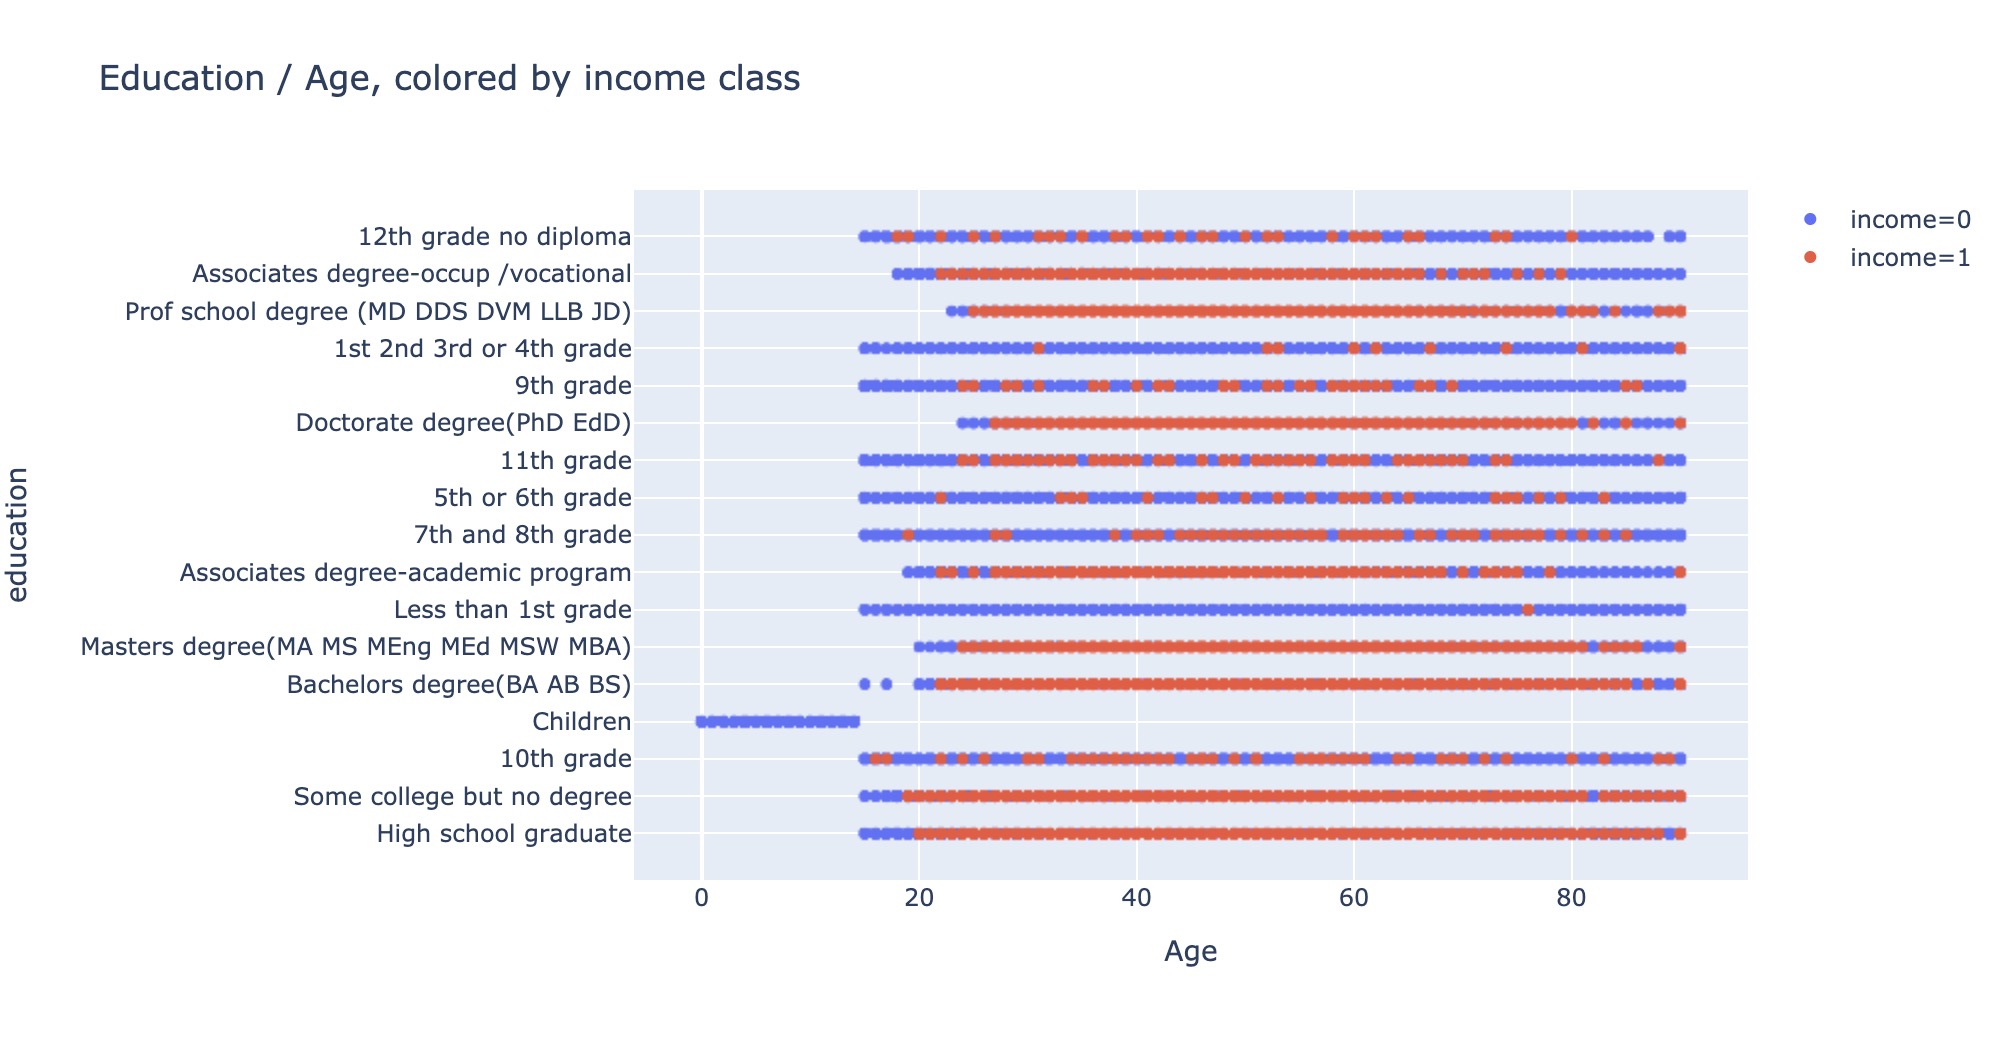 Education / Age, colored by income class
income=0
income=1
education
12th grade no diploma
Associates degree-occup /vocational
Prof school degree (MD DDS DVM LLB JD)
1st 2nd 3rd or 4th grade
9th grade
Doctorate degree(PhD EdD)
11th grade
5th or 6th grade
7th and 8th grade
Associates degree-academic program
Less than 1st grade
Masters degree(MA MS MEng MEd MSW MBA)
Bachelors degree(BA AB BS)
Children
10th grade
Some college but no degree
High school graduate
0 20 40 60 80
Age